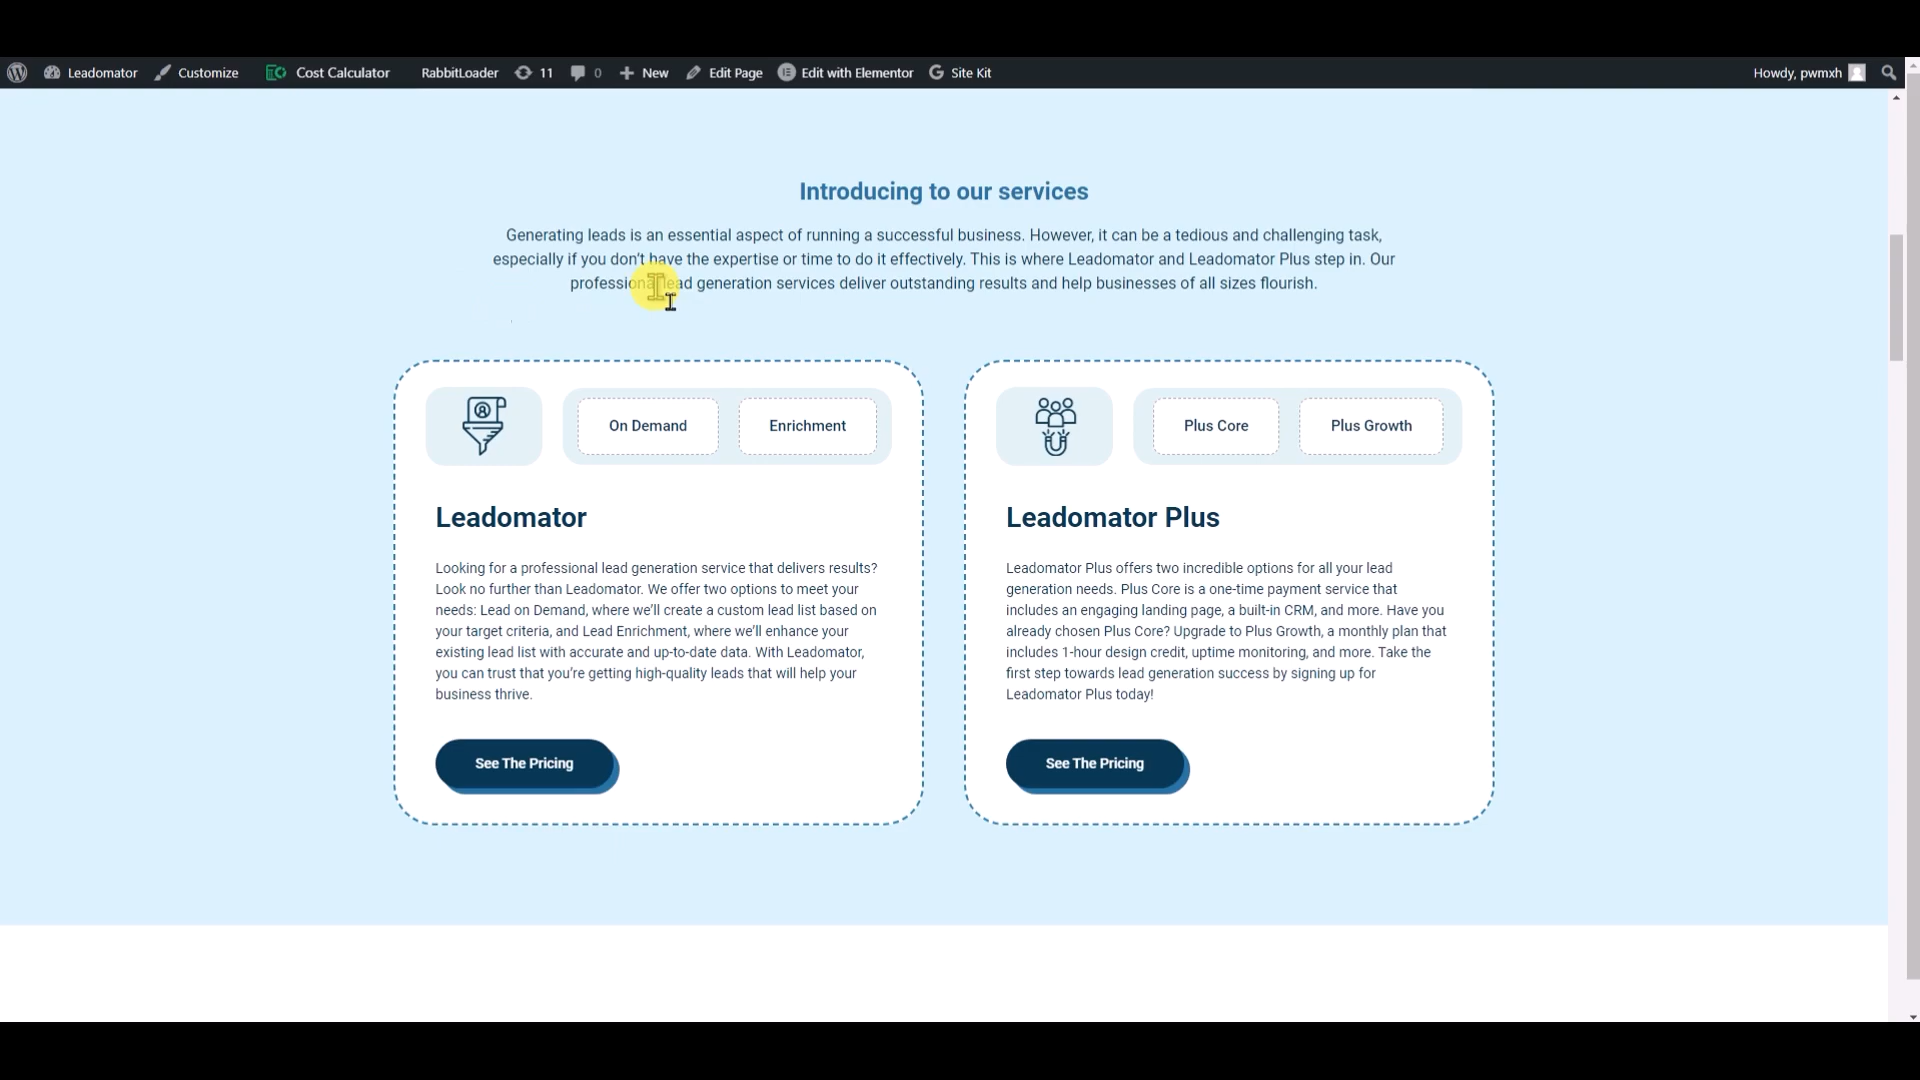 Leadomator Customize Cost Calculator RabbitLoader 11 0 New Edit Page Edit with Elementor Site Kit Howdy, pwmxh
Introducing to our services
Generating leads is an essential aspect of running a successful business. However, it can be a tedious and challenging task,
especially if you don't have the expertise or time to do it effectively. This is where Leadomator and Leadomator Plus step in. Our
professional lead generation services deliver outstanding results and help businesses of all sizes flourish.
On Demand Enrichment
Leadomator
Looking for a professional lead generation service that delivers results?
Look no further than Leadomator. We offer two options to meet your
needs: Lead on Demand, where we'll create a custom lead list based on
your target criteria, and Lead Enrichment, where we'll enhance your
existing lead list with accurate and up-to-date data. With Leadomator,
you can trust that you're getting high-quality leads that will help your
business thrive.
See The Pricing
Plus Core Plus Growth
Leadomator Plus
Leadomator Plus offers two incredible options for all your lead
generation needs. Plus Core is a one-time payment service that
includes an engaging landing page, a built-in CRM, and more. Have you
already chosen Plus Core? Upgrade to Plus Growth, a monthly plan that
includes 1-hour design credit, uptime monitoring, and more. Take the
first step towards lead generation success by signing up for
Leadomator Plus today!
See The Pricing